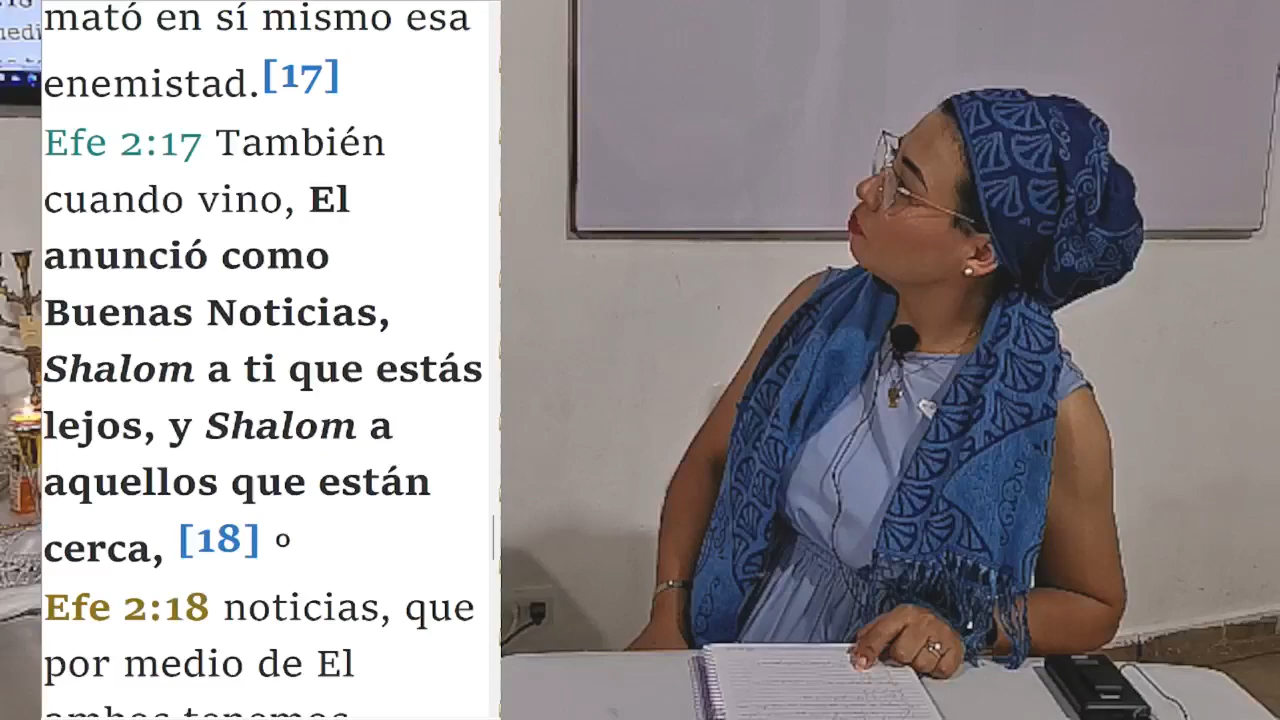 mató en sí mismo esa
enemistad.[17]
Efe 2:17 También
cuando vino, El
anunció como
Buenas Noticias,
Shalom a ti que estás
lejos, y Shalom a
aquellos que están
cerca, [18] º
Efe 2:18 noticias, que
por medio de El
ambos tenemos